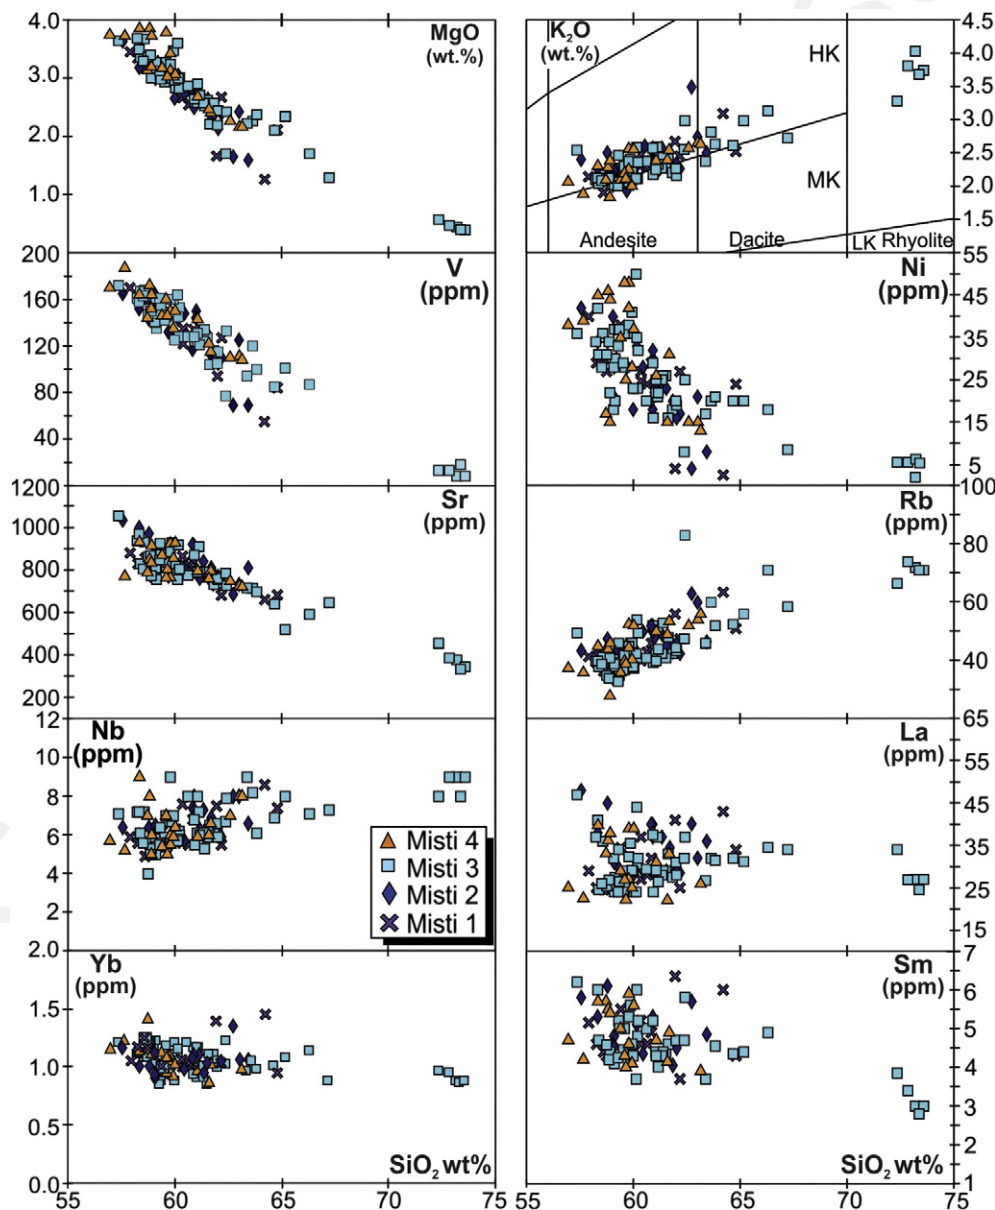 4.0
3.0
2.0
1.0
MgO
(wt.%)
K₂O
(wt.%)
HK
MK
LK
Andesite
Dacite
Rhyolite
4.5
4.0
3.5
3.0
2.5
2.0
1.5
200
160
120
80
40
V
(ppm)
Ni
(ppm)
55
45
35
25
15
5
1200
1000
800
600
400
200
Sr
(ppm)
Rb
(ppm)
100
80
60
40
12
10
8
6
4
2
Nb
(ppm)
Misti 4
Misti 3
Misti 2
Misti 1
La
(ppm)
65
55
45
35
25
15
2.0
1.5
1.0
0.5
0.0
Yb
(ppm)
SiO₂ wt%
Sm
(ppm)
SiO₂ wt%
7
6
5
4
3
2
1
55
60
65
70
75
55
60
65
70
75